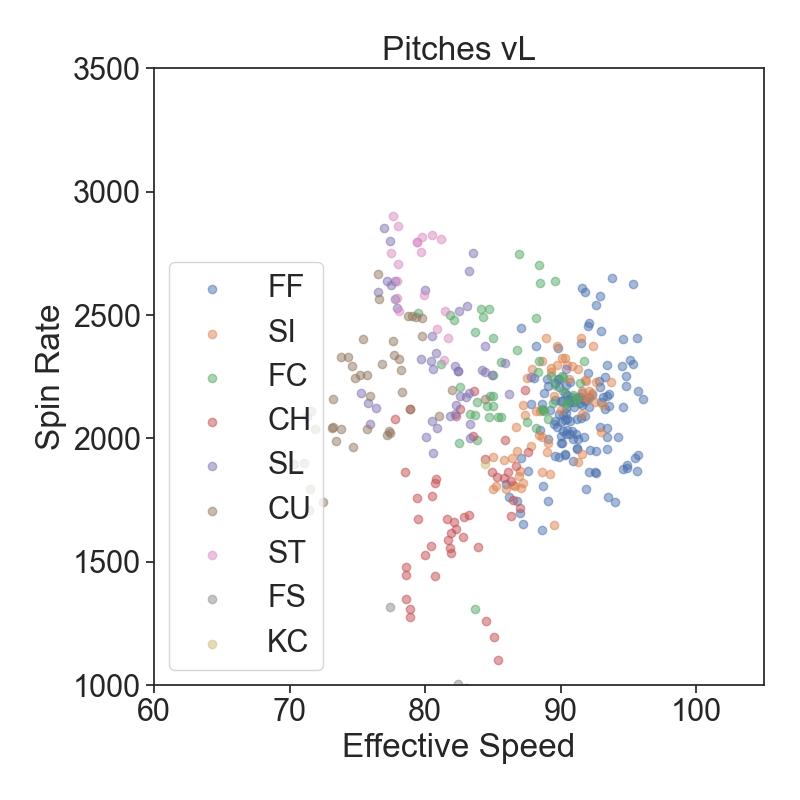 Pitches vL
3500
3000
2500
2000
1500
1000
Spin Rate
FF
SI
FC
CH
SL
CU
ST
FS
KC
60 70 80 90 100
Effective Speed